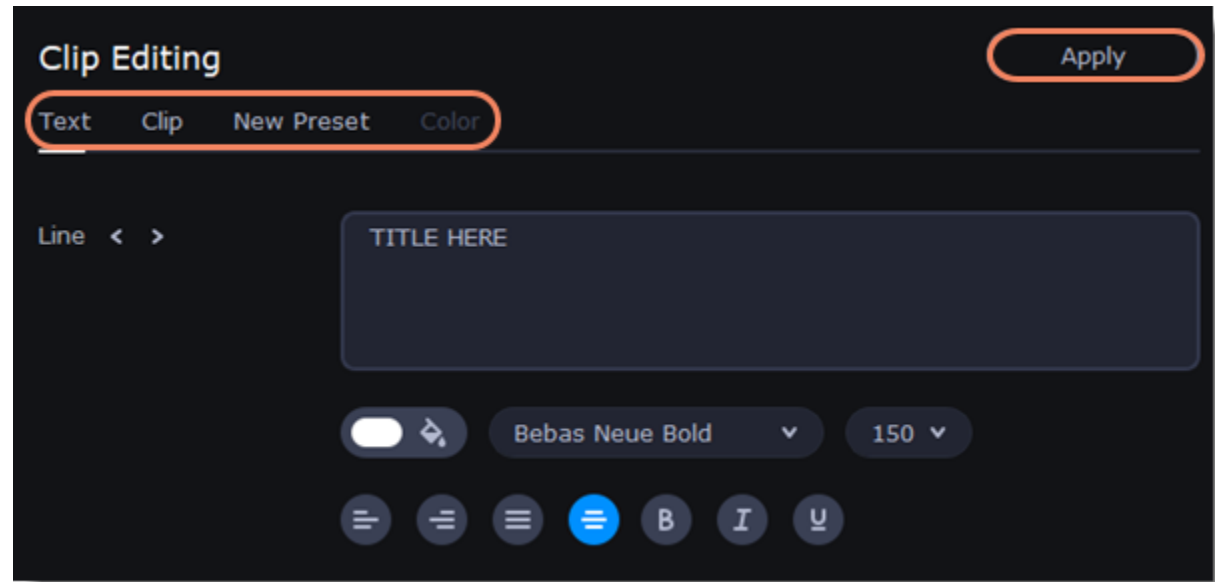 Clip Editing
Apply
Text Clip New Preset Color
Line < >
TITLE HERE
Bebas Neue Bold
150
B I U